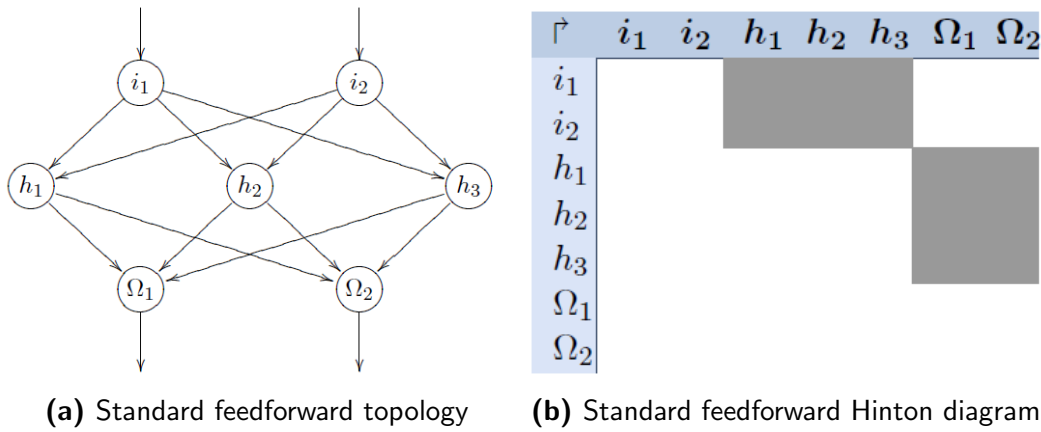 i₁ i₂
h₁ h₂ h₃
Ω₁ Ω₂
(a) Standard feedforward topology
↱ i₁ i₂ h₁ h₂ h₃ Ω₁ Ω₂
i₁
i₂
h₁
h₂
h₃
Ω₁
Ω₂
(b) Standard feedforward Hinton diagram